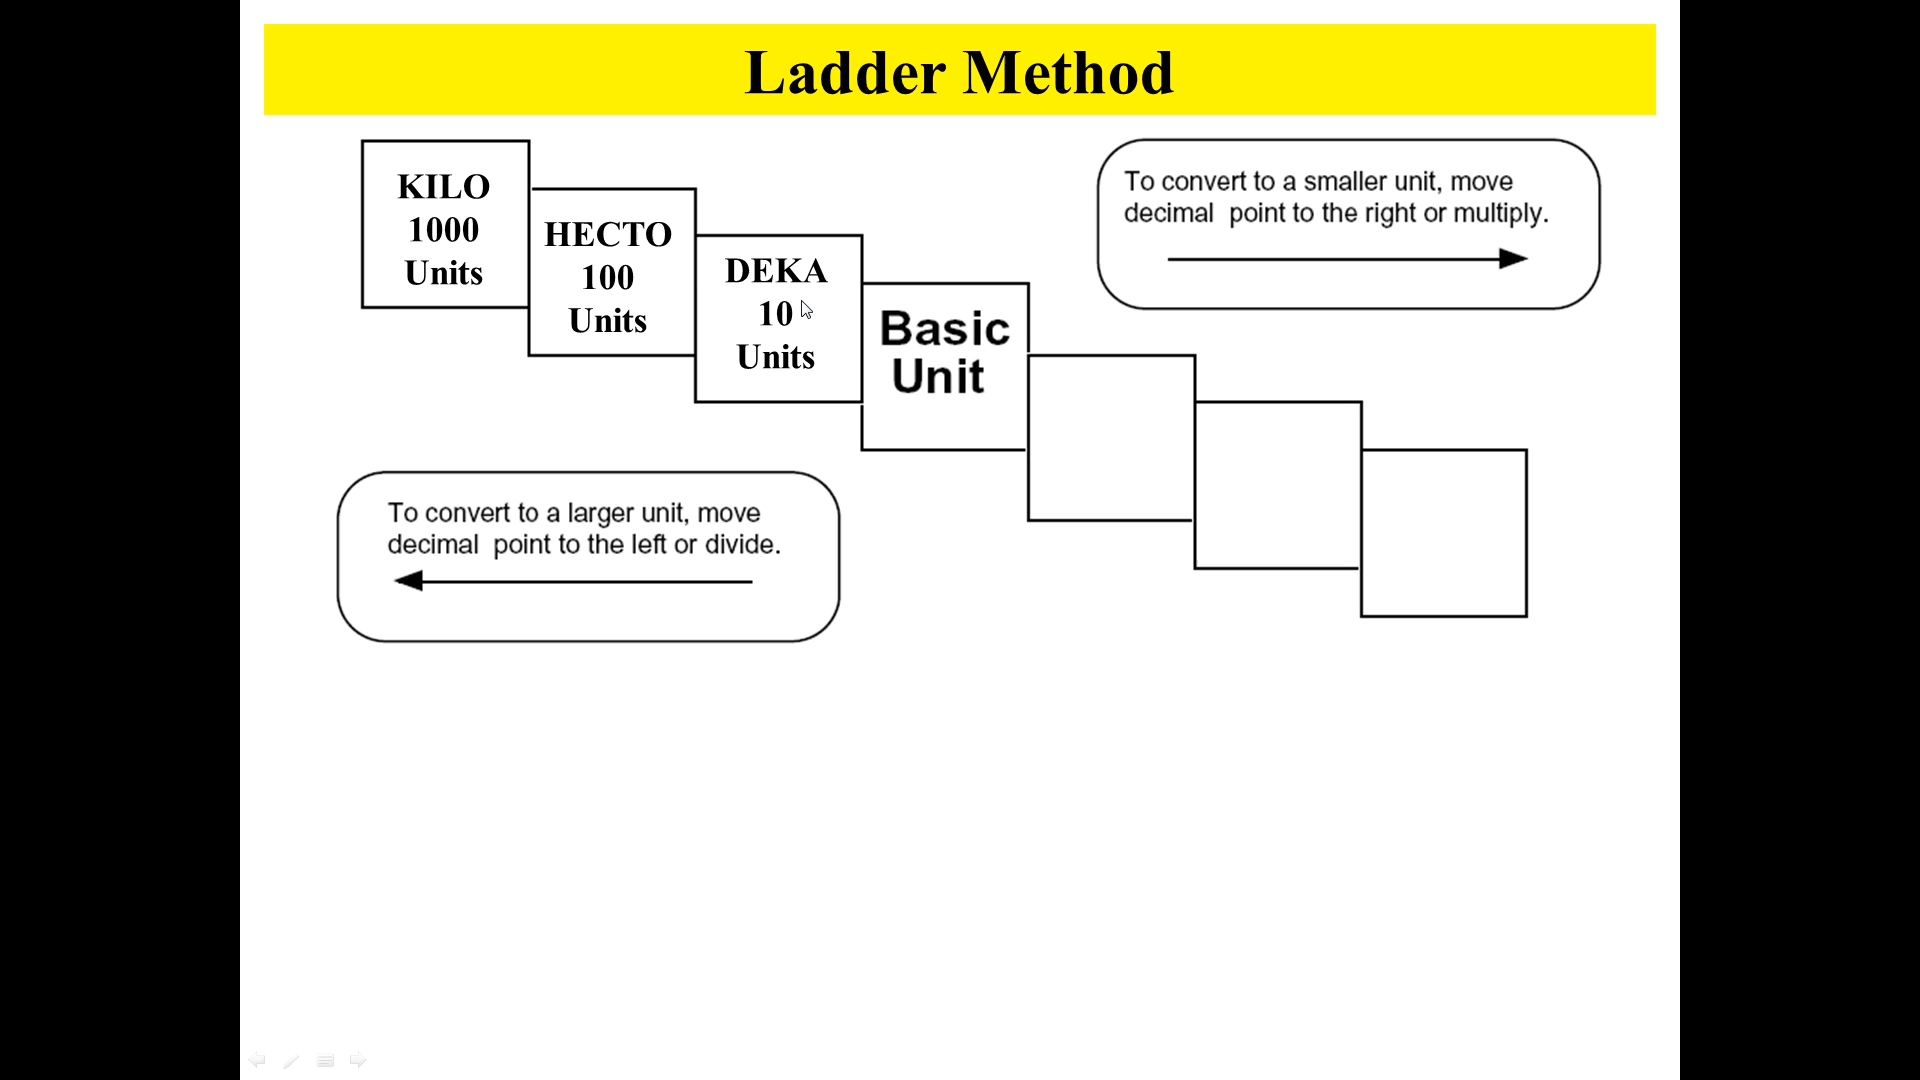 Ladder Method
KILO
1000
Units
HECTO
100
Units
DEKA
10
Units
Basic
Unit
To convert to a smaller unit, move
decimal point to the right or multiply.
To convert to a larger unit, move
decimal point to the left or divide.